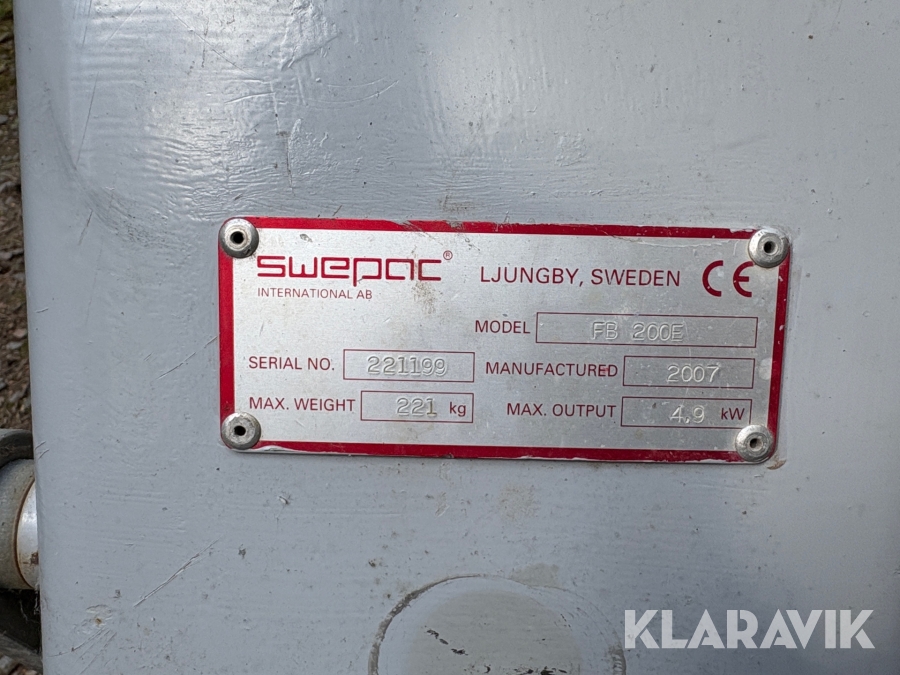 swepac® LJUNGBY, SWEDEN CE
INTERNATIONAL AB
MODEL FB 200E
SERIAL NO. 221199 MANUFACTURED 2007
MAX. WEIGHT 221 kg MAX. OUTPUT 4.9 kW
KLARAVIK